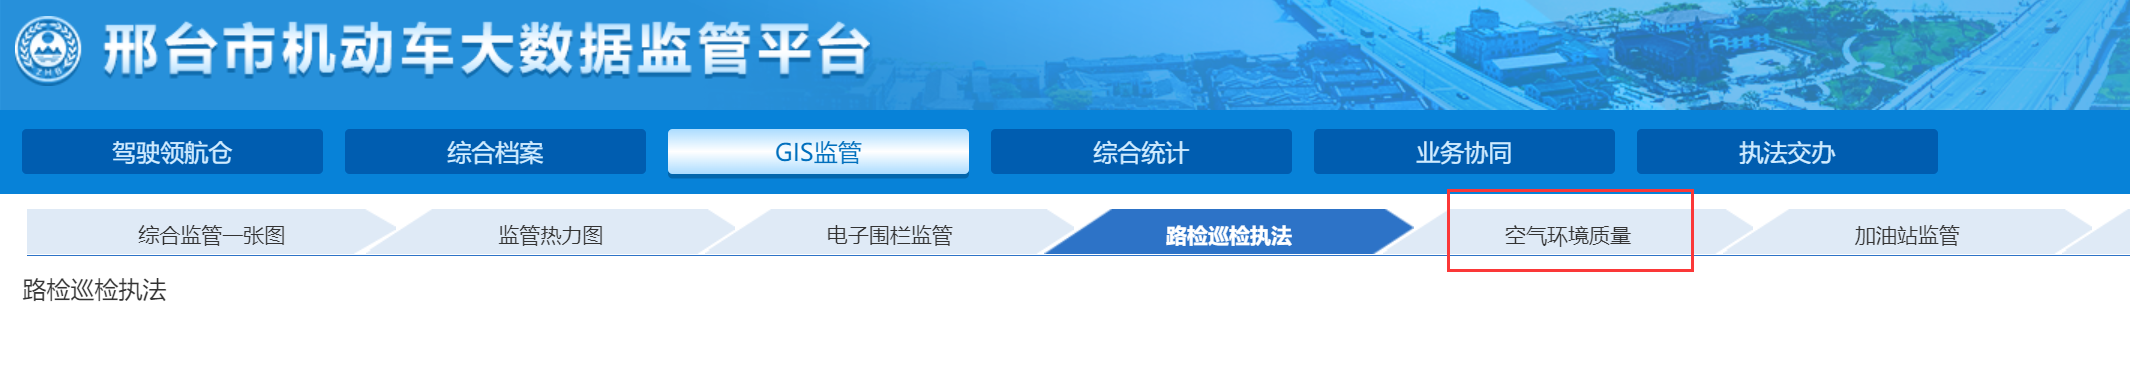 邢台市机动车大数据监管平台
ZHB
驾驶领航仓 综合档案 GIS监管 综合统计 业务协同 执法交办
综合监管一张图 监管热力图 电子围栏监管 路检巡检执法 空气环境质量 加油站监管
路检巡检执法